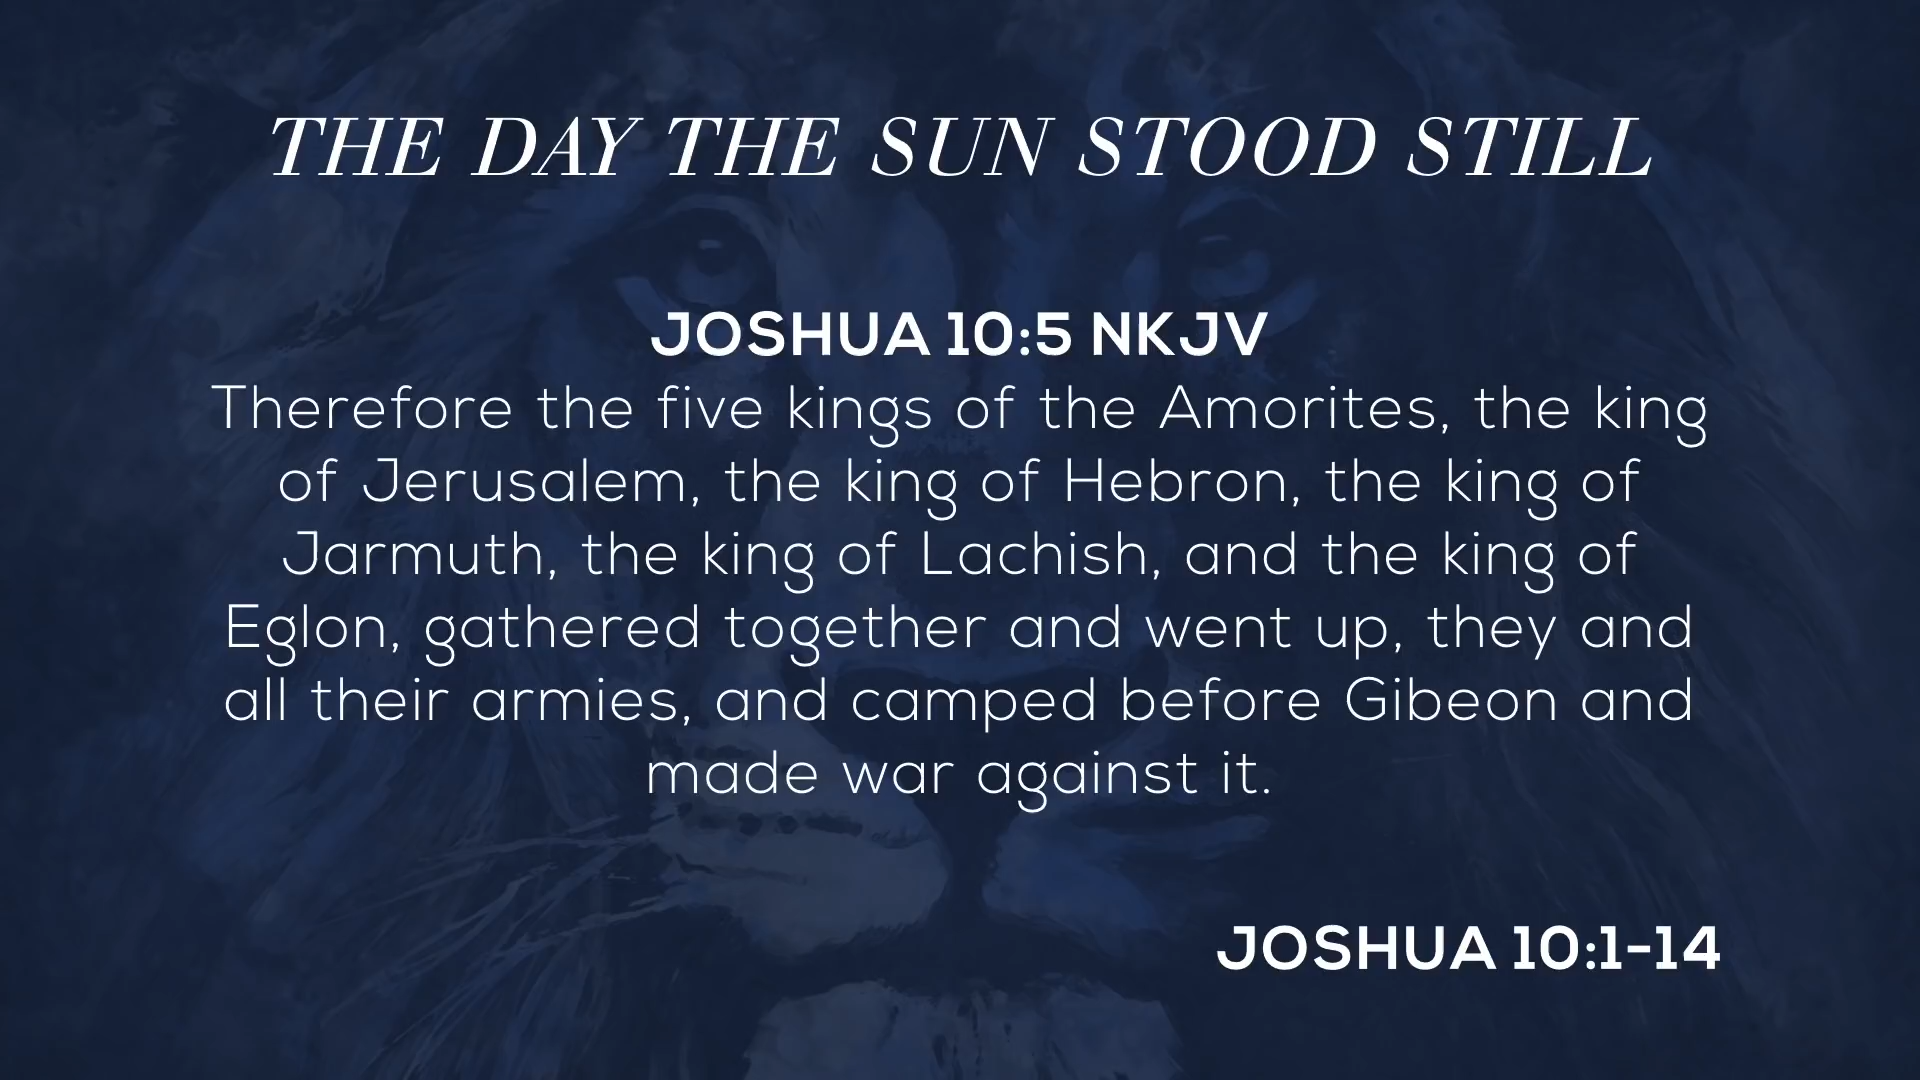 THE DAY THE SUN STOOD STILL
JOSHUA 10:5 NKJV
Therefore the five kings of the Amorites, the king
of Jerusalem, the king of Hebron, the king of
Jarmuth, the king of Lachish, and the king of
Eglon, gathered together and went up, they and
all their armies, and camped before Gibeon and
made war against it.
JOSHUA 10:1-14